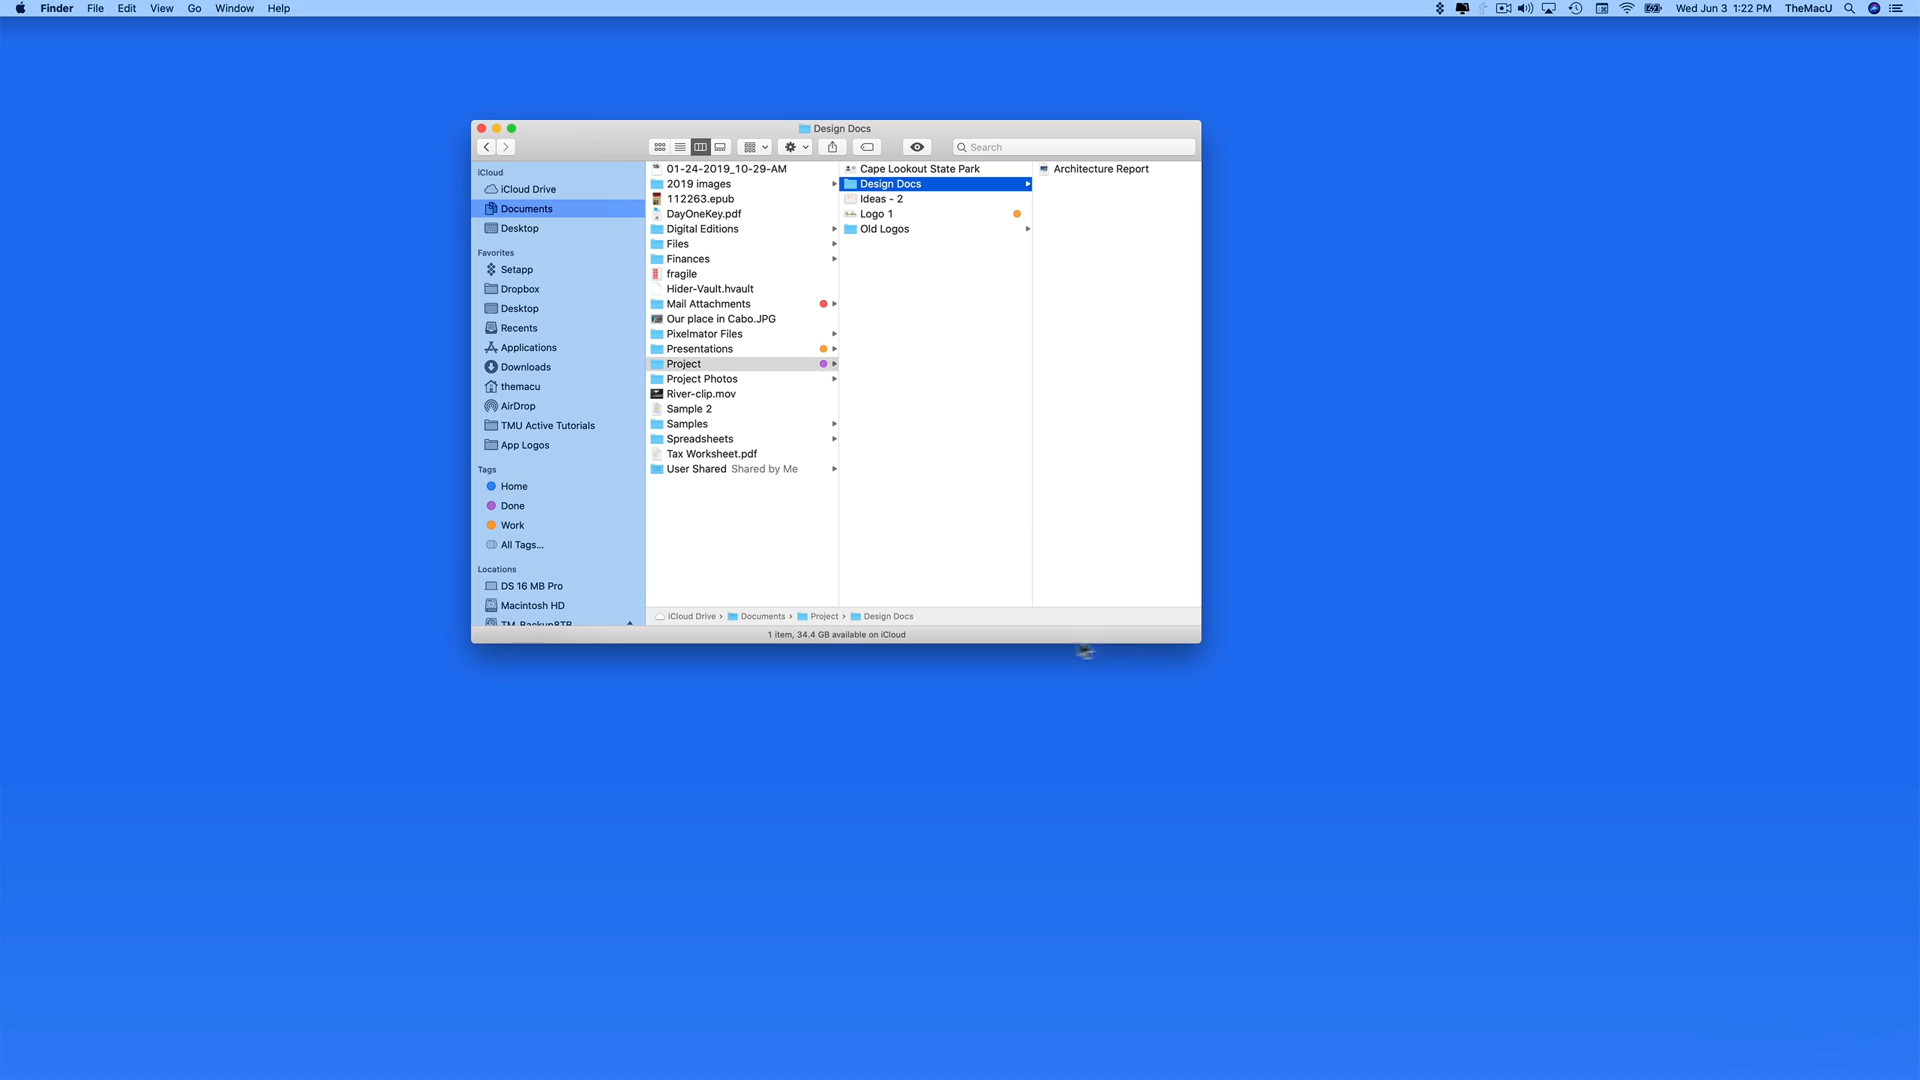 Finder File Edit View Go Window Help
Wed Jun 3 1:22 PM TheMacU
Design Docs
Search
iCloud
iCloud Drive
Documents
Desktop
Favorites
Setapp
Dropbox
Desktop
Recents
Applications
Downloads
themacu
AirDrop
TMU Active Tutorials
App Logos
Tags
Home
Done
Work
All Tags...
Locations
DS 16 MB Pro
Macintosh HD
TM_Backup8TB
01-24-2019_10-29-AM
2019 images
112263.epub
DayOneKey.pdf
Digital Editions
Files
Finances
fragile
Hider-Vault.hvault
Mail Attachments
Our place in Cabo.JPG
Pixelmator Files
Presentations
Project
Project Photos
River-clip.mov
Sample 2
Samples
Spreadsheets
Tax Worksheet.pdf
User Shared Shared by Me
Cape Lookout State Park
Design Docs
Ideas - 2
Logo 1
Old Logos
Architecture Report
iCloud Drive › Documents › Project › Design Docs
1 item, 34.4 GB available on iCloud